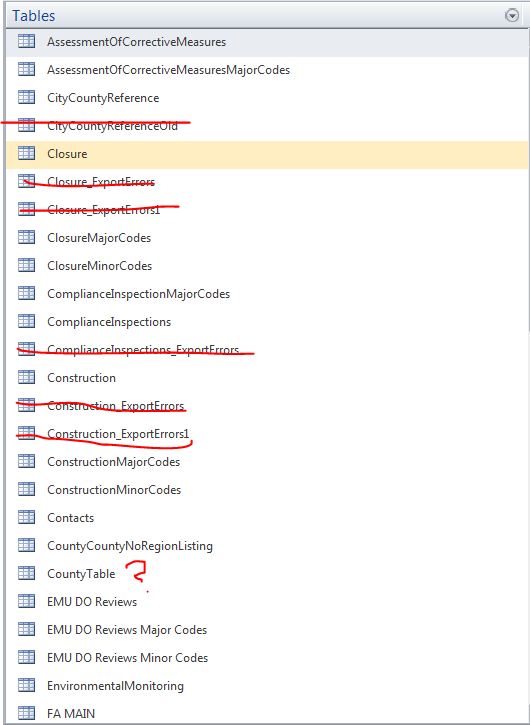 Tables
AssessmentOfCorrectiveMeasures
AssessmentOfCorrectiveMeasuresMajorCodes
CityCountyReference
CityCountyReferenceOld
Closure
Closure_ExportErrors
Closure_ExportErrors1
ClosureMajorCodes
ClosureMinorCodes
ComplianceInspectionMajorCodes
ComplianceInspections
ComplianceInspections_ExportErrors
Construction
Construction_ExportErrors
Construction_ExportErrors1
ConstructionMajorCodes
ConstructionMinorCodes
Contacts
CountyCountyNoRegionListing
CountyTable ?
EMU DO Reviews
EMU DO Reviews Major Codes
EMU DO Reviews Minor Codes
EnvironmentalMonitoring
FA MAIN